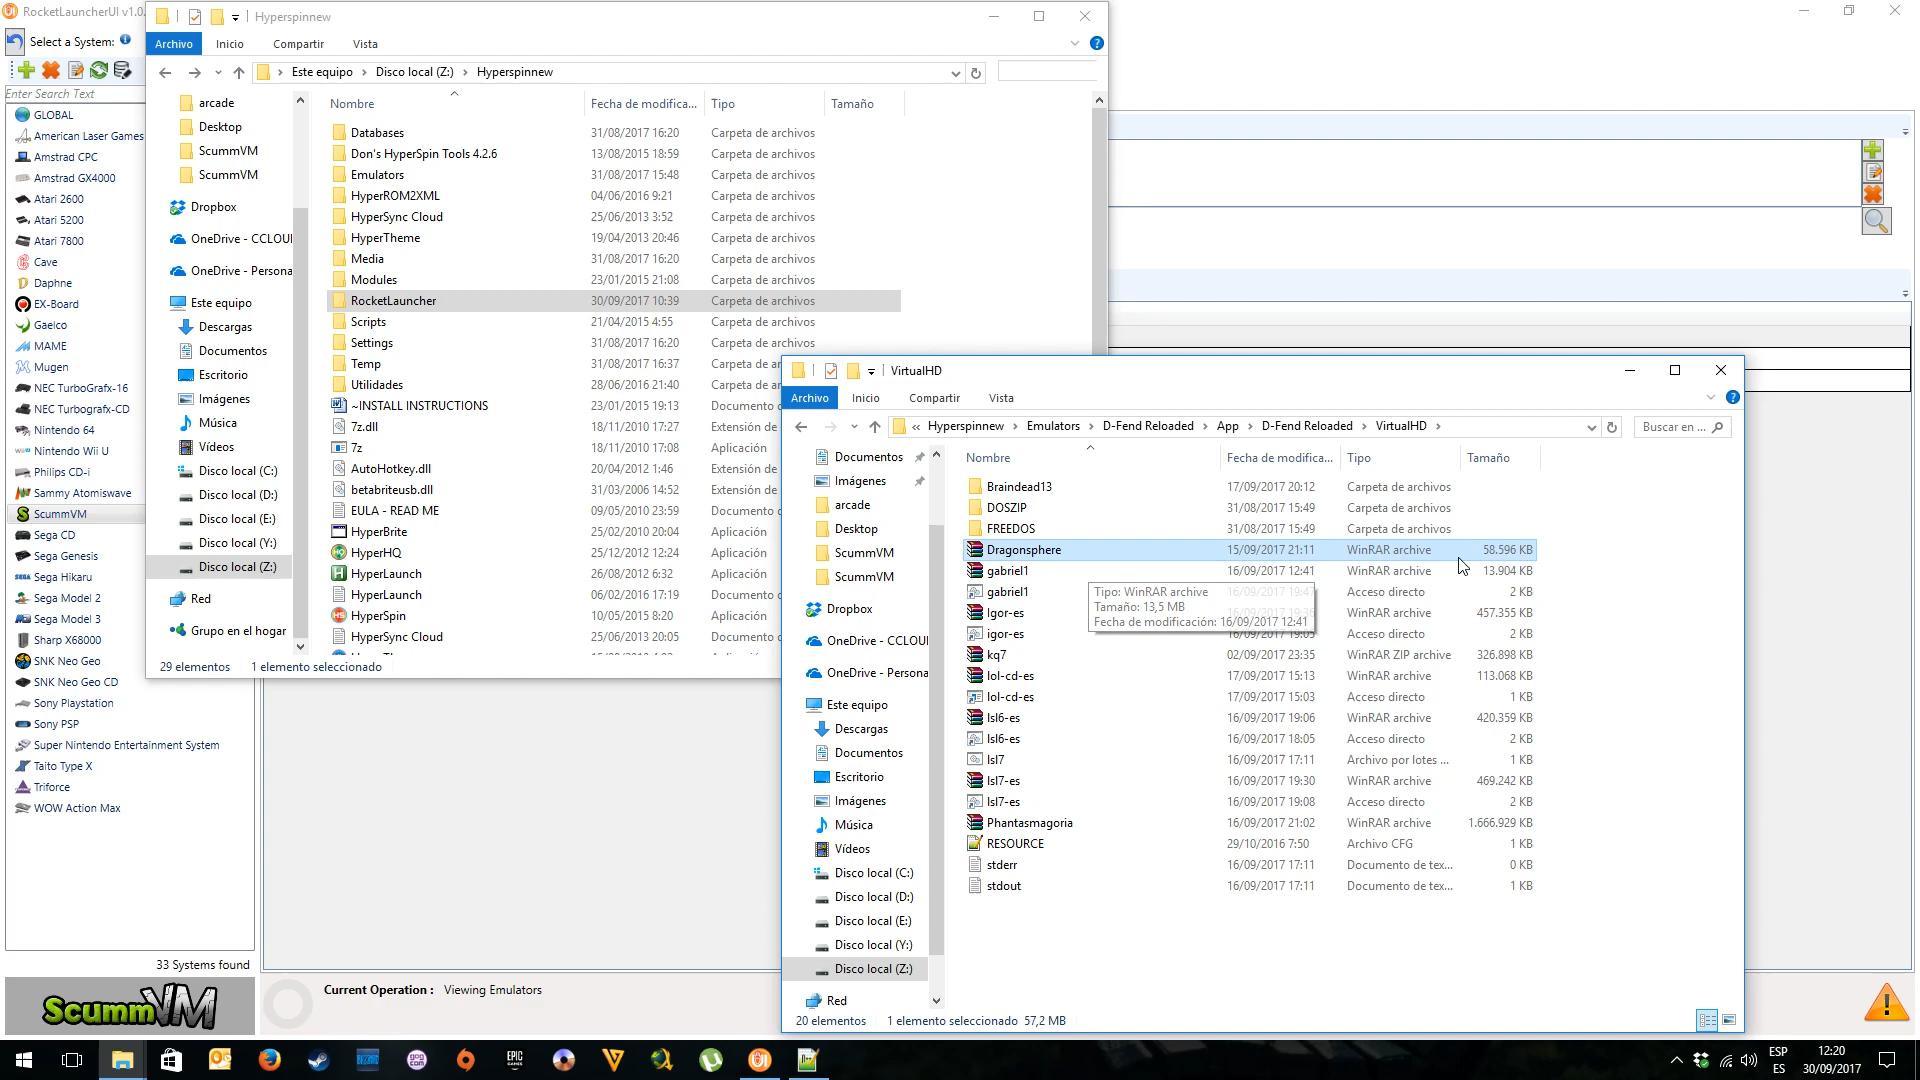 RocketLauncherUI v1.0.
Select a System:
Enter Search Text
GLOBAL
American Laser Games
Amstrad CPC
Amstrad GX4000
Atari 2600
Atari 5200
Atari 7800
Cave
Daphne
EX-Board
Gaelco
MAME
Mugen
NEC TurboGrafx-16
NEC Turbografx-CD
Nintendo 64
Nintendo Wii U
Philips CD-i
Sammy Atomiswave
ScummVM
Sega CD
Sega Genesis
Sega Hikaru
Sega Model 2
Sega Model 3
Sharp X68000
SNK Neo Geo
SNK Neo Geo CD
Sony Playstation
Sony PSP
Super Nintendo Entertainment System
Taito Type X
Triforce
WOW Action Max
33 Systems found
ScummVM
Current Operation : Viewing Emulators
Hyperspinnew
Archivo Inicio Compartir Vista
Este equipo Disco local (Z:) Hyperspinnew
arcade
Desktop
ScummVM
ScummVM
Dropbox
OneDrive - CCLOUI
OneDrive - Persona
Este equipo
Descargas
Documentos
Escritorio
Imágenes
Música
Vídeos
Disco local (C:)
Disco local (D:)
Disco local (E:)
Disco local (Y:)
Disco local (Z:)
Red
Grupo en el hogar
Nombre Fecha de modifica... Tipo Tamaño
Databases 31/08/2017 16:20 Carpeta de archivos
Don's HyperSpin Tools 4.2.6 13/08/2015 18:59 Carpeta de archivos
Emulators 31/08/2017 15:48 Carpeta de archivos
HyperROM2XML 04/06/2016 9:21 Carpeta de archivos
HyperSync Cloud 25/06/2013 3:52 Carpeta de archivos
HyperTheme 19/04/2013 20:46 Carpeta de archivos
Media 31/08/2017 16:20 Carpeta de archivos
Modules 23/01/2015 21:08 Carpeta de archivos
RocketLauncher 30/09/2017 10:39 Carpeta de archivos
Scripts 21/04/2015 4:55 Carpeta de archivos
Settings 31/08/2017 16:20 Carpeta de archivos
Temp 31/08/2017 16:37 Carpeta de a
Utilidades 28/06/2016 21:40 Carpeta de a
~INSTALL INSTRUCTIONS 23/01/2015 19:13 Documento c
7z.dll 18/11/2010 17:27 Extensión de
7z 18/11/2010 17:08 Aplicación
AutoHotkey.dll 20/04/2012 1:46 Extensión de
betabriteusb.dll 31/03/2006 14:52 Extensión de
EULA - READ ME 09/05/2010 23:59 Documento c
HyperBrite 25/02/2010 20:04 Aplicación
HyperHQ 25/12/2012 12:24 Aplicación
HyperLaunch 26/08/2012 6:32 Aplicación
HyperLaunch 06/02/2016 17:19 Documento c
HyperSpin 10/05/2015 8:20 Aplicación
HyperSync Cloud 25/06/2013 20:05 Documento c
29 elementos 1 elemento seleccionado
VirtualHD
Archivo Inicio Compartir Vista
« Hyperspinnew Emulators D-Fend Reloaded App D-Fend Reloaded VirtualHD
Buscar en ...
Documentos
Imágenes
arcade
Desktop
ScummVM
ScummVM
Dropbox
OneDrive - CCLOUI
OneDrive - Persona
Este equipo
Descargas
Documentos
Escritorio
Imágenes
Música
Vídeos
Disco local (C:)
Disco local (D:)
Disco local (E:)
Disco local (Y:)
Disco local (Z:)
Red
Nombre Fecha de modifica... Tipo Tamaño
Braindead13 17/09/2017 20:12 Carpeta de archivos
DOSZIP 31/08/2017 15:49 Carpeta de archivos
FREEDOS 31/08/2017 15:49 Carpeta de archivos
Dragonsphere 15/09/2017 21:11 WinRAR archive 58.596 KB
gabriel1 16/09/2017 12:41 WinRAR archive 13.904 KB
gabriel1 16/09/2017 19:47 Acceso directo 2 KB
Igor-es 16/09/2017 19:36 WinRAR archive 457.355 KB
igor-es 16/09/2017 19:05 Acceso directo 2 KB
kq7 02/09/2017 23:35 WinRAR ZIP archive 326.898 KB
lol-cd-es 17/09/2017 15:13 WinRAR archive 113.068 KB
lol-cd-es 17/09/2017 15:03 Acceso directo 1 KB
lsl6-es 16/09/2017 19:06 WinRAR archive 420.359 KB
lsl6-es 16/09/2017 18:05 Acceso directo 2 KB
lsl7 16/09/2017 17:11 Archivo por lotes ... 1 KB
lsl7-es 16/09/2017 19:30 WinRAR archive 469.242 KB
lsl7-es 16/09/2017 19:08 Acceso directo 2 KB
Phantasmagoria 16/09/2017 21:02 WinRAR archive 1.666.929 KB
RESOURCE 29/10/2016 7:50 Archivo CFG 1 KB
stderr 16/09/2017 17:11 Documento de tex... 0 KB
stdout 16/09/2017 17:11 Documento de tex... 1 KB
Tipo: WinRAR archive
Tamaño: 13,5 MB
Fecha de modificación: 16/09/2017 12:41
20 elementos 1 elemento seleccionado 57,2 MB
ESP
ES
12:20
30/09/2017